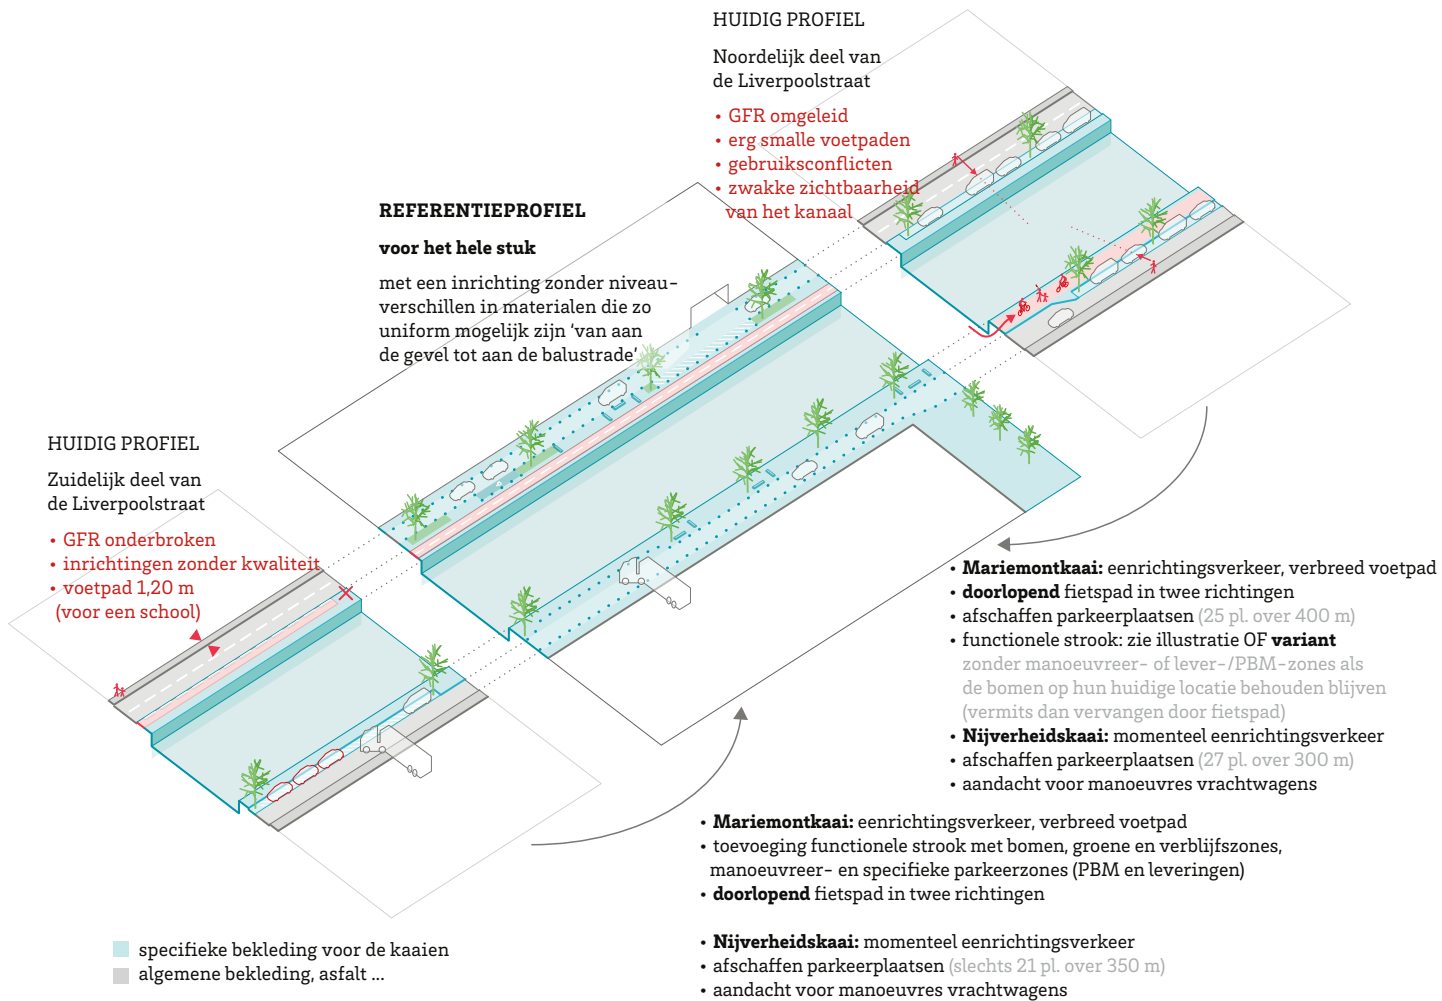 HUIDIG PROFIEL
Noordelijk deel van
de Liverpoolstraat
• GFR omgeleid
• erg smalle voetpaden
• gebruiksconflicten
• zwakke zichtbaarheid
van het kanaal
REFERENTIEPROFIEL
voor het hele stuk
met een inrichting zonder niveau-
verschillen in materialen die zo
uniform mogelijk zijn ‘van aan
de gevel tot aan de balustrade’
HUIDIG PROFIEL
Zuidelijk deel van
de Liverpoolstraat
• GFR onderbroken
• inrichtingen zonder kwaliteit
• voetpad 1,20 m
(voor een school)
• Mariemontkaai: eenrichtingsverkeer, verbreed voetpad
• doorlopend fietspad in twee richtingen
• afschaffen parkeerplaatsen (25 pl. over 400 m)
• functionele strook: zie illustratie OF variant
zonder manoeuvreer- of lever-/PBM-zones als
de bomen op hun huidige locatie behouden blijven
(vermits dan vervangen door fietspad)
• Nijverheidskaai: momenteel eenrichtingsverkeer
• afschaffen parkeerplaatsen (27 pl. over 300 m)
• aandacht voor manoeuvres vrachtwagens
• Mariemontkaai: eenrichtingsverkeer, verbreed voetpad
• toevoeging functionele strook met bomen, groene en verblijfszones,
manoeuvreer- en specifieke parkeerzones (PBM en leveringen)
• doorlopend fietspad in twee richtingen
• Nijverheidskaai: momenteel eenrichtingsverkeer
• afschaffen parkeerplaatsen (slechts 21 pl. over 350 m)
• aandacht voor manoeuvres vrachtwagens
specifieke bekleding voor de kaaien
algemene bekleding, asfalt ...